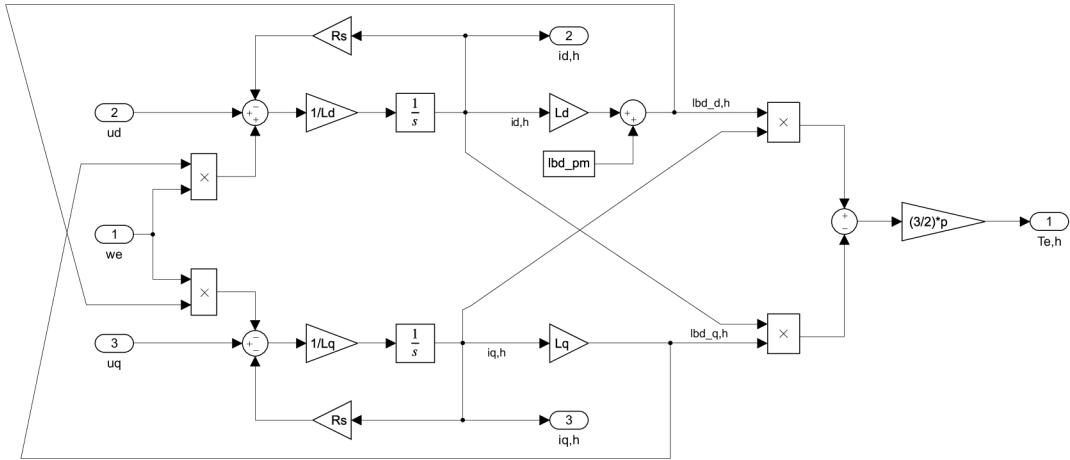 Rs
2
id,h
2
ud
−
+
+
1/Ld
1
s
id,h
Ld
+
+
lbd_d,h
×
lbd_pm
×
1
we
+
−
(3/2)*p
1
Te,h
×
3
uq
−
+
−
1/Lq
1
s
iq,h
Lq
lbd_q,h
×
Rs
3
iq,h